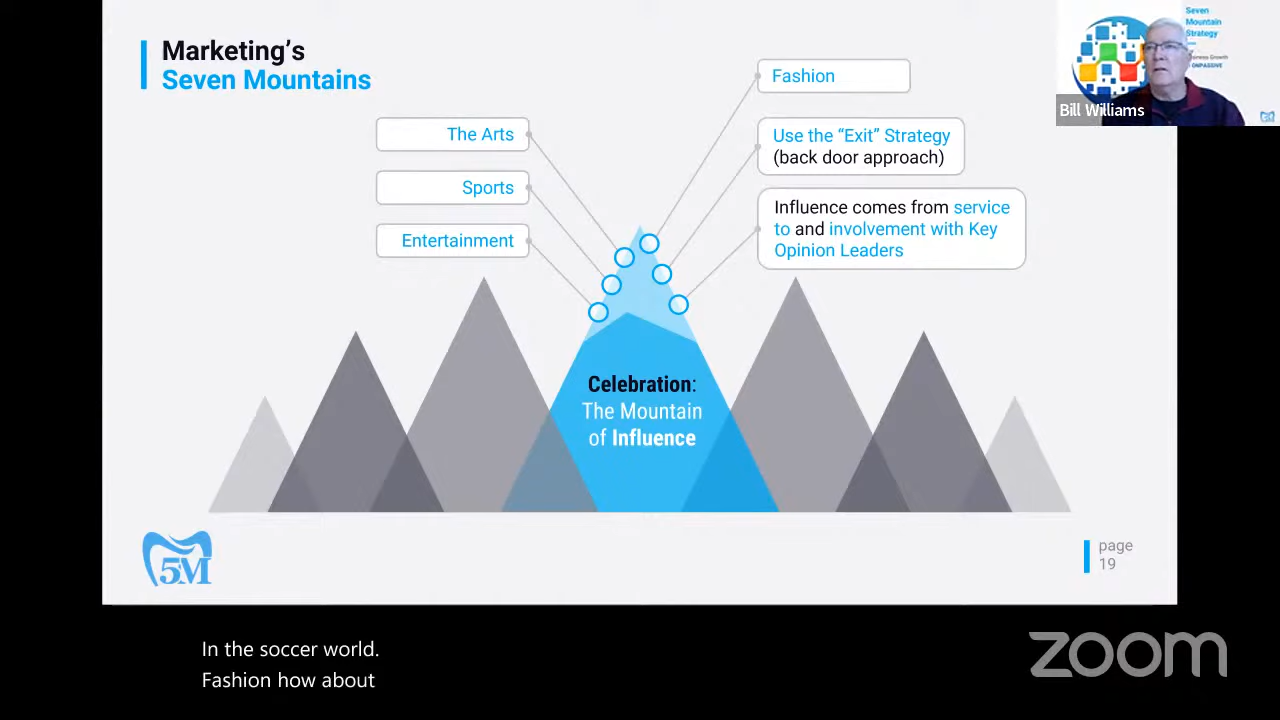 Marketing's
Seven Mountains
The Arts
Sports
Entertainment
Fashion
Use the “Exit” Strategy
(back door approach)
Influence comes from service
to and involvement with Key
Opinion Leaders
Celebration:
The Mountain
of Influence
5M
page
19
Seven
Mountain
Strategy
Bill Williams
In the soccer world.
Fashion how about
zoom